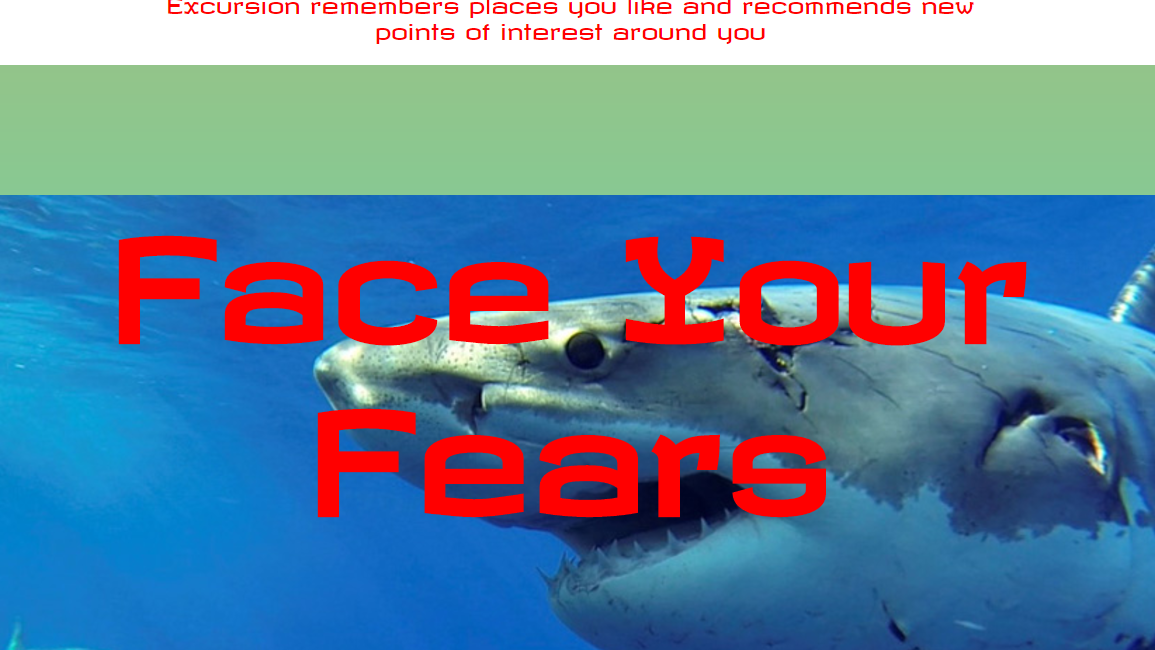 Excursion remembers places you like and recommends new
points of interest around you
Face Your
Fears